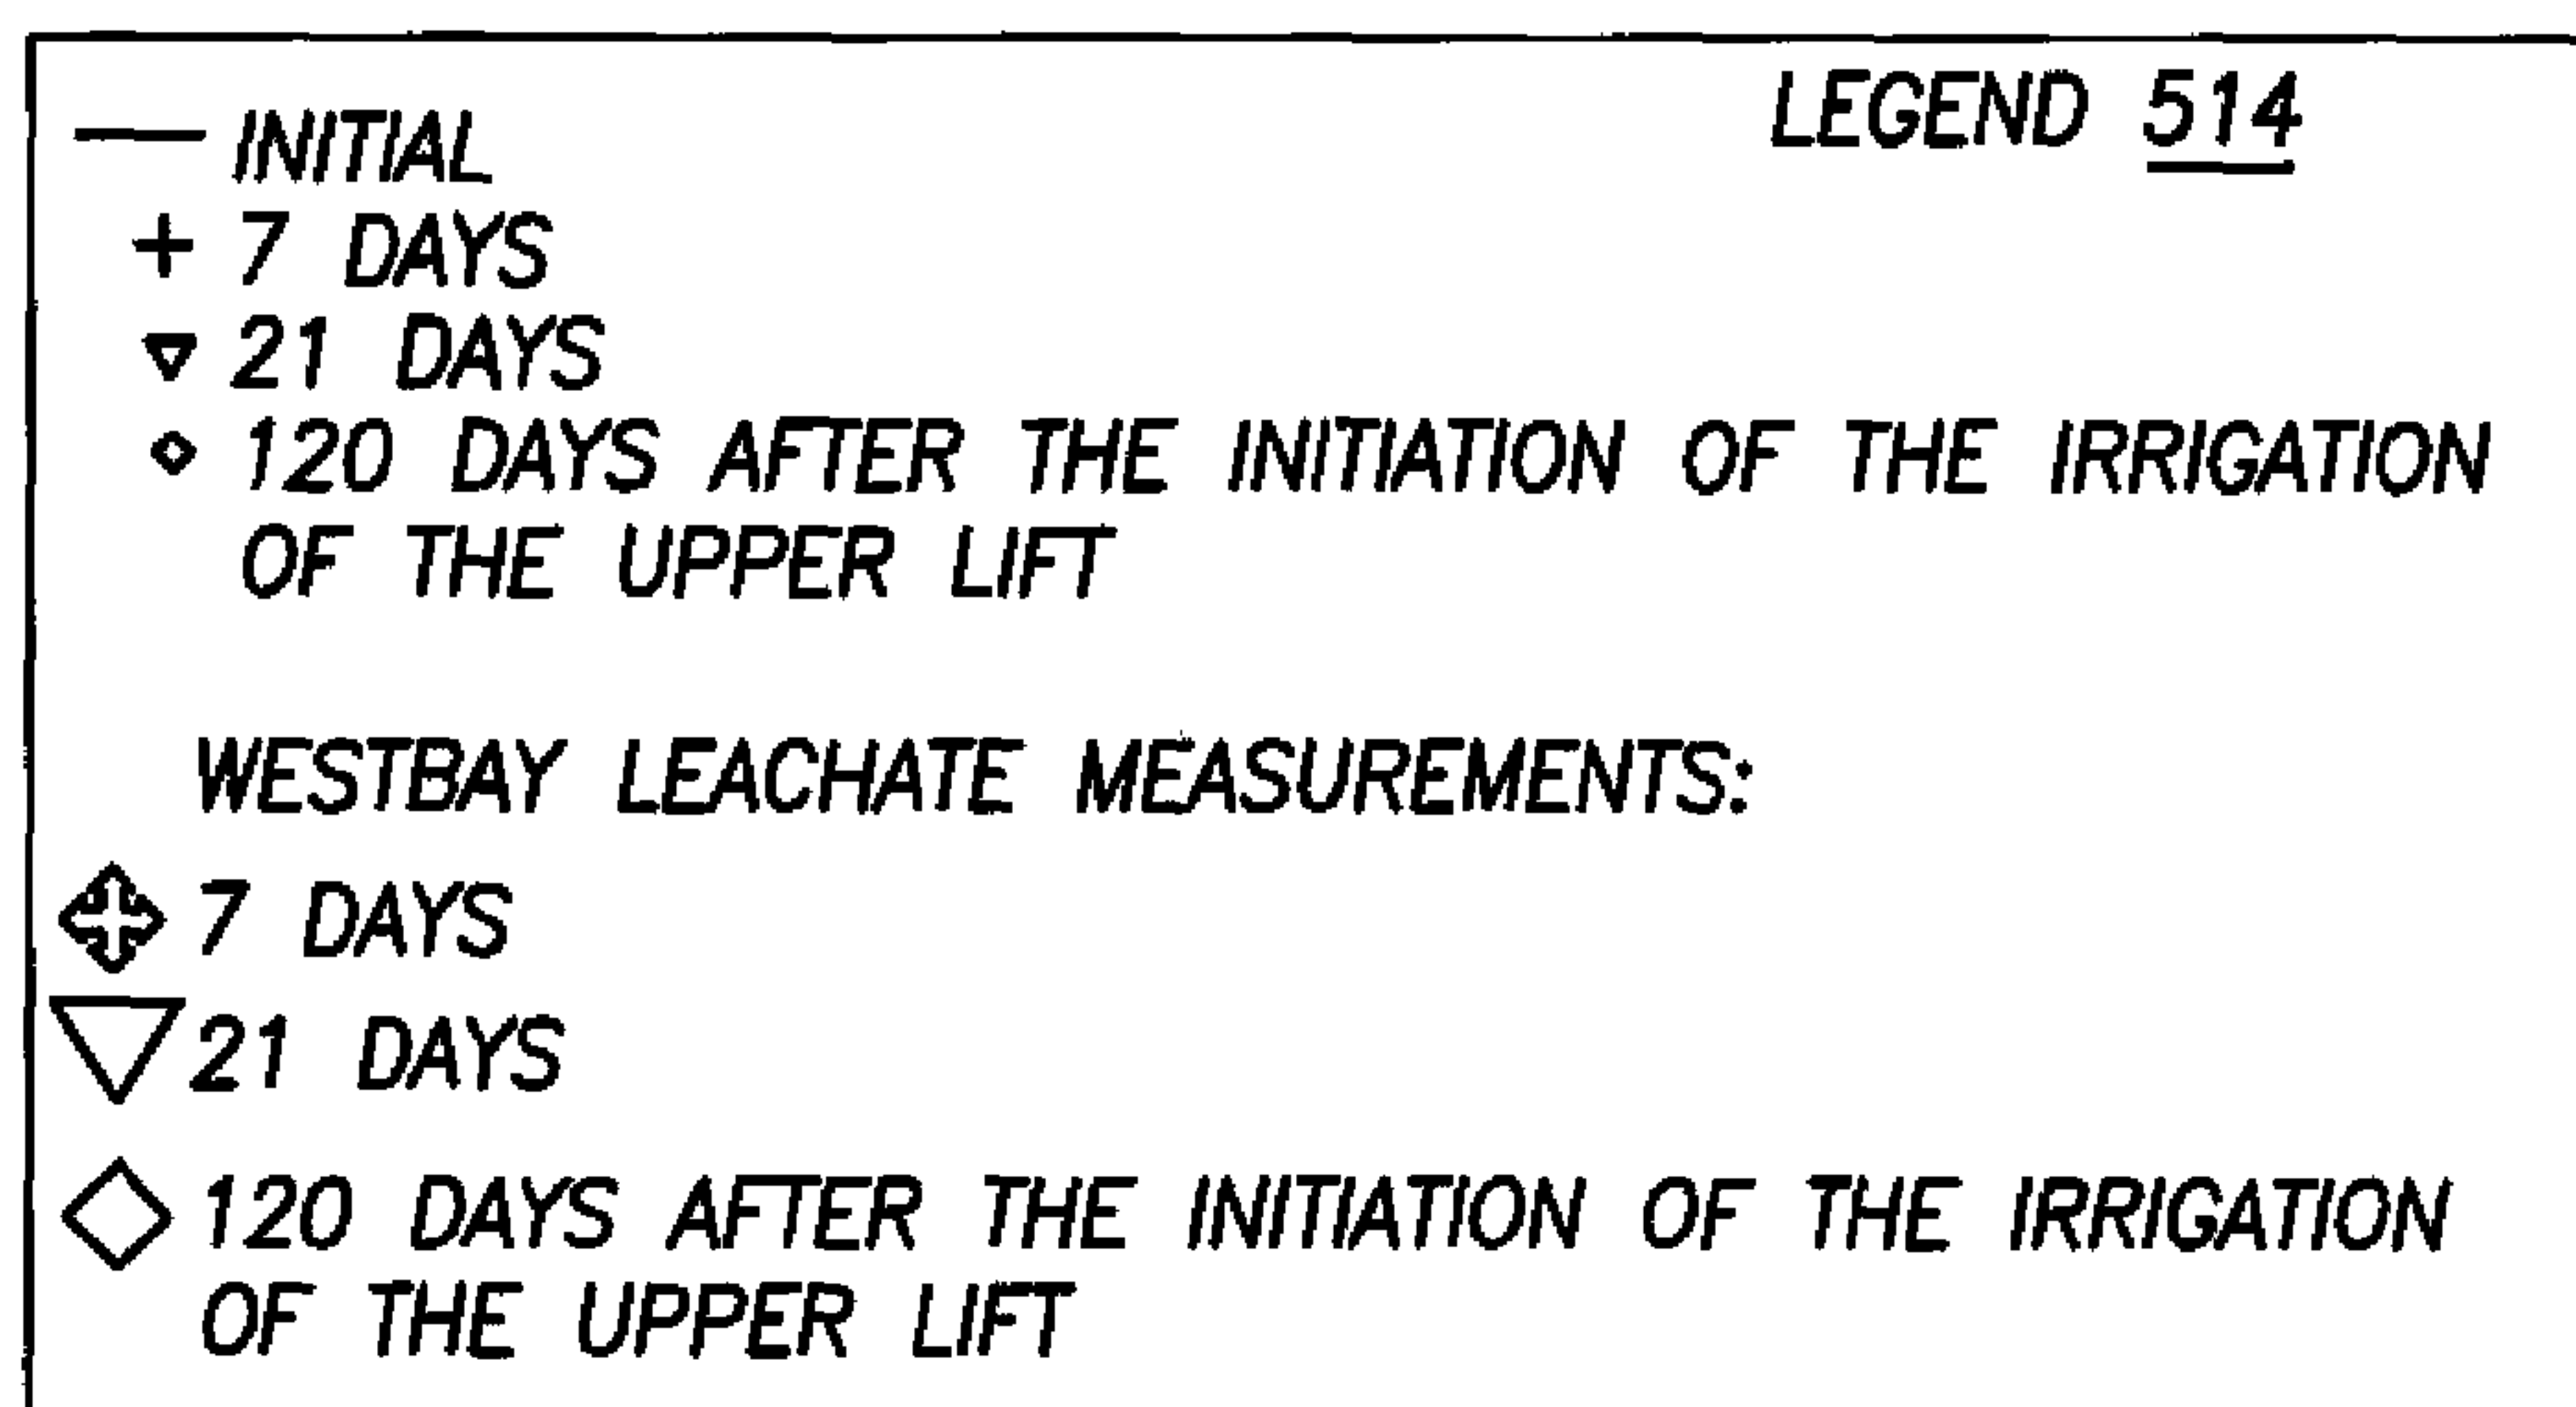 LEGEND 514
INITIAL
7 DAYS
21 DAYS
120 DAYS AFTER THE INITIATION OF THE IRRIGATION
OF THE UPPER LIFT
WESTBAY LEACHATE MEASUREMENTS:
7 DAYS
21 DAYS
120 DAYS AFTER THE INITIATION OF THE IRRIGATION
OF THE UPPER LIFT